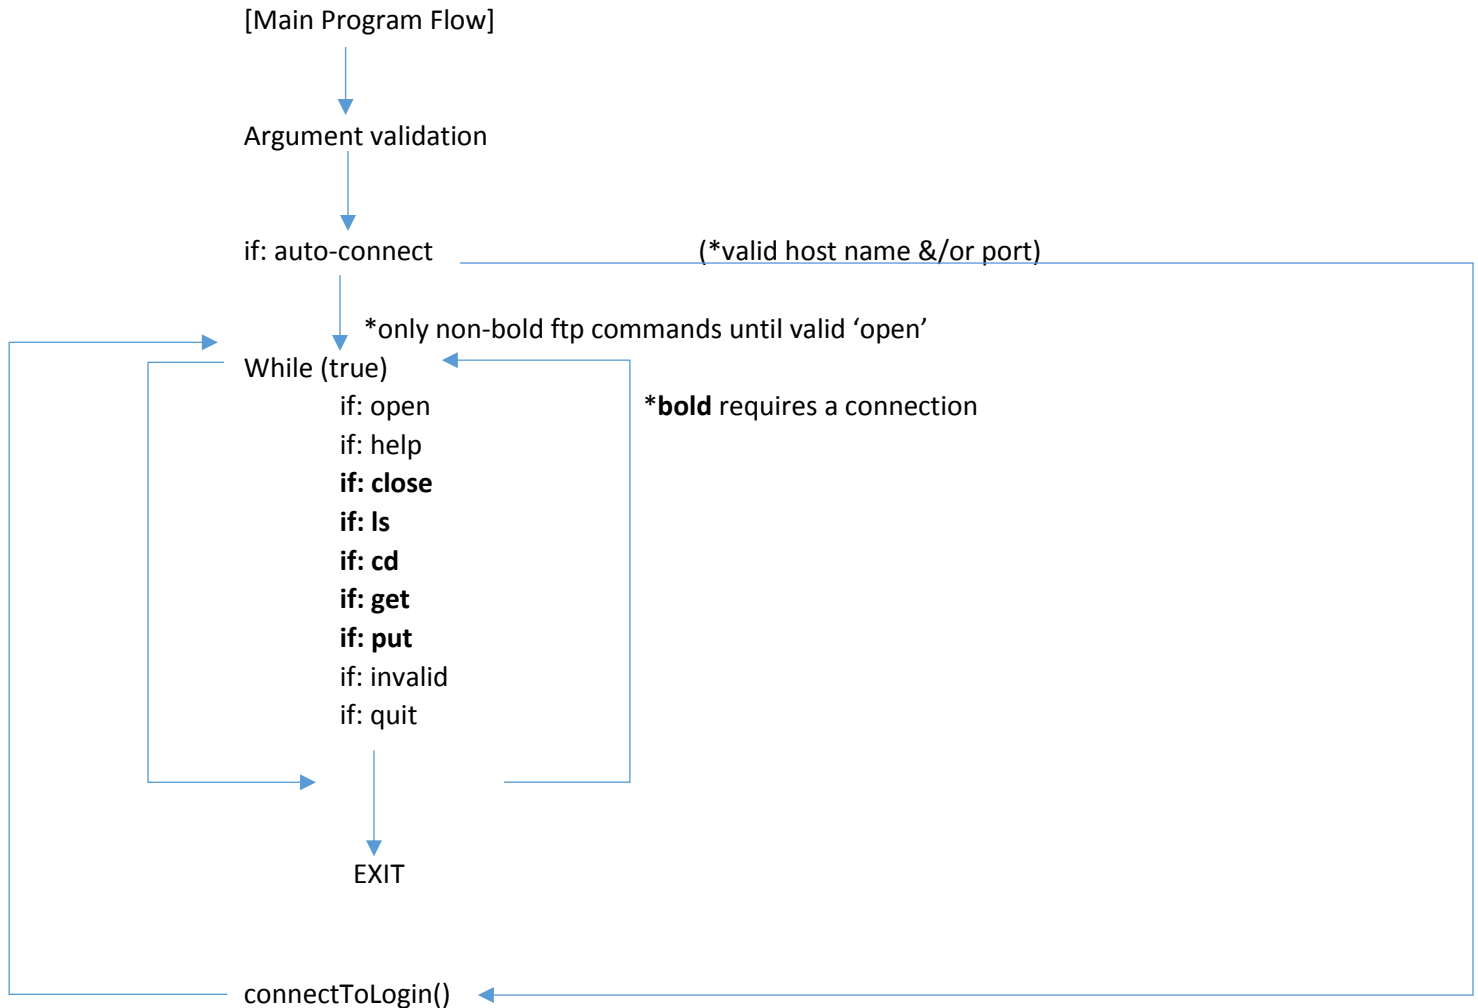 [Main Program Flow]
Argument validation
if: auto-connect (*valid host name &/or port)
*only non-bold ftp commands until valid ‘open’
While (true)
if: open *bold requires a connection
if: help
if: close
if: ls
if: cd
if: get
if: put
if: invalid
if: quit
EXIT
connectToLogin()